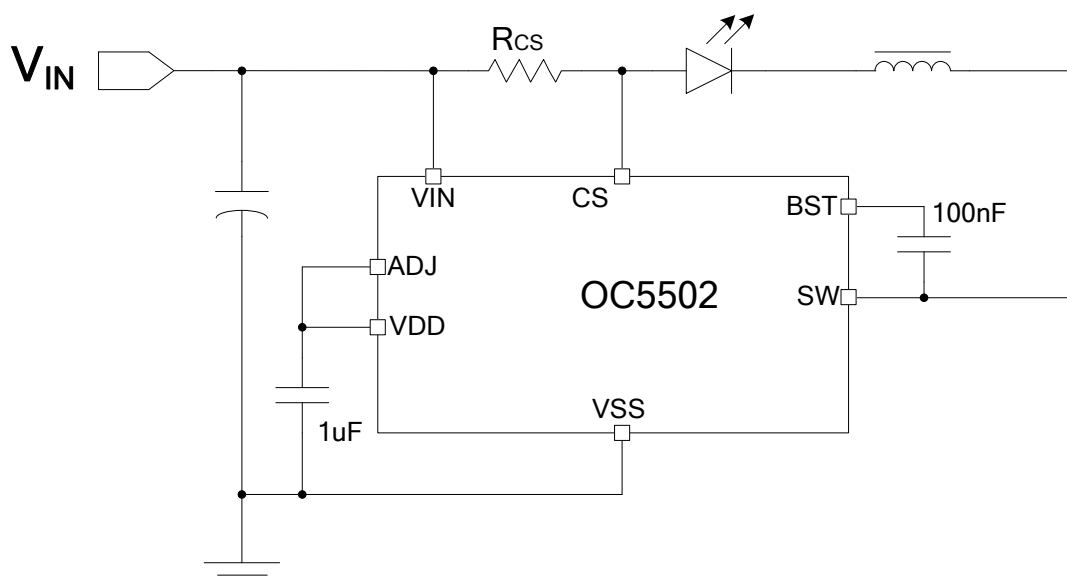 VIN
RCS
VIN
CS
BST
100nF
ADJ
OC5502
SW
VDD
VSS
1uF